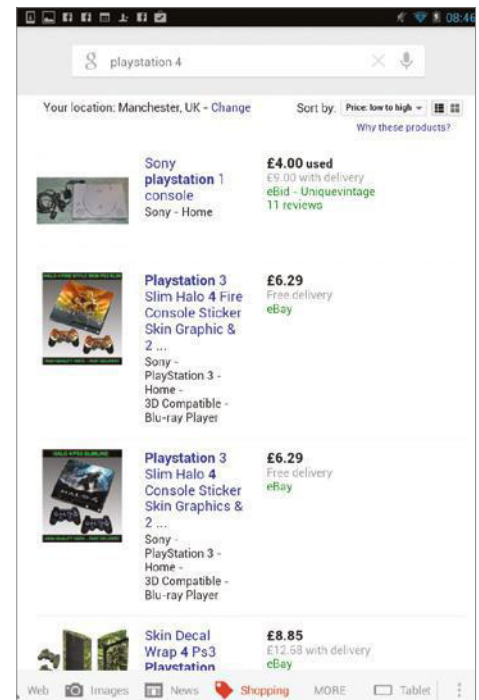 08:46
g playstation 4
Your location: Manchester, UK - Change
Sort by: Price: low to high
Why these products?
Sony
playstation 1
console
Sony - Home
£4.00 used
£9.00 with delivery
eBid - Uniquevintage
11 reviews
Playstation 3
Slim Halo 4 Fire
Console Sticker
Skin Graphic &
2 ...
Sony -
PlayStation 3 -
Home -
3D Compatible -
Blu-ray Player
£6.29
Free delivery
eBay
Playstation 3
Slim Halo 4
Console Sticker
Skin Graphics &
2 ...
Sony -
PlayStation 3 -
Home -
3D Compatible -
Blu-ray Player
£6.29
Free delivery
eBay
HALO 4
Skin Decal
Wrap 4 Ps3
Playstation
£8.85
£12.68 with delivery
eBay
Web Images News Shopping MORE Tablet